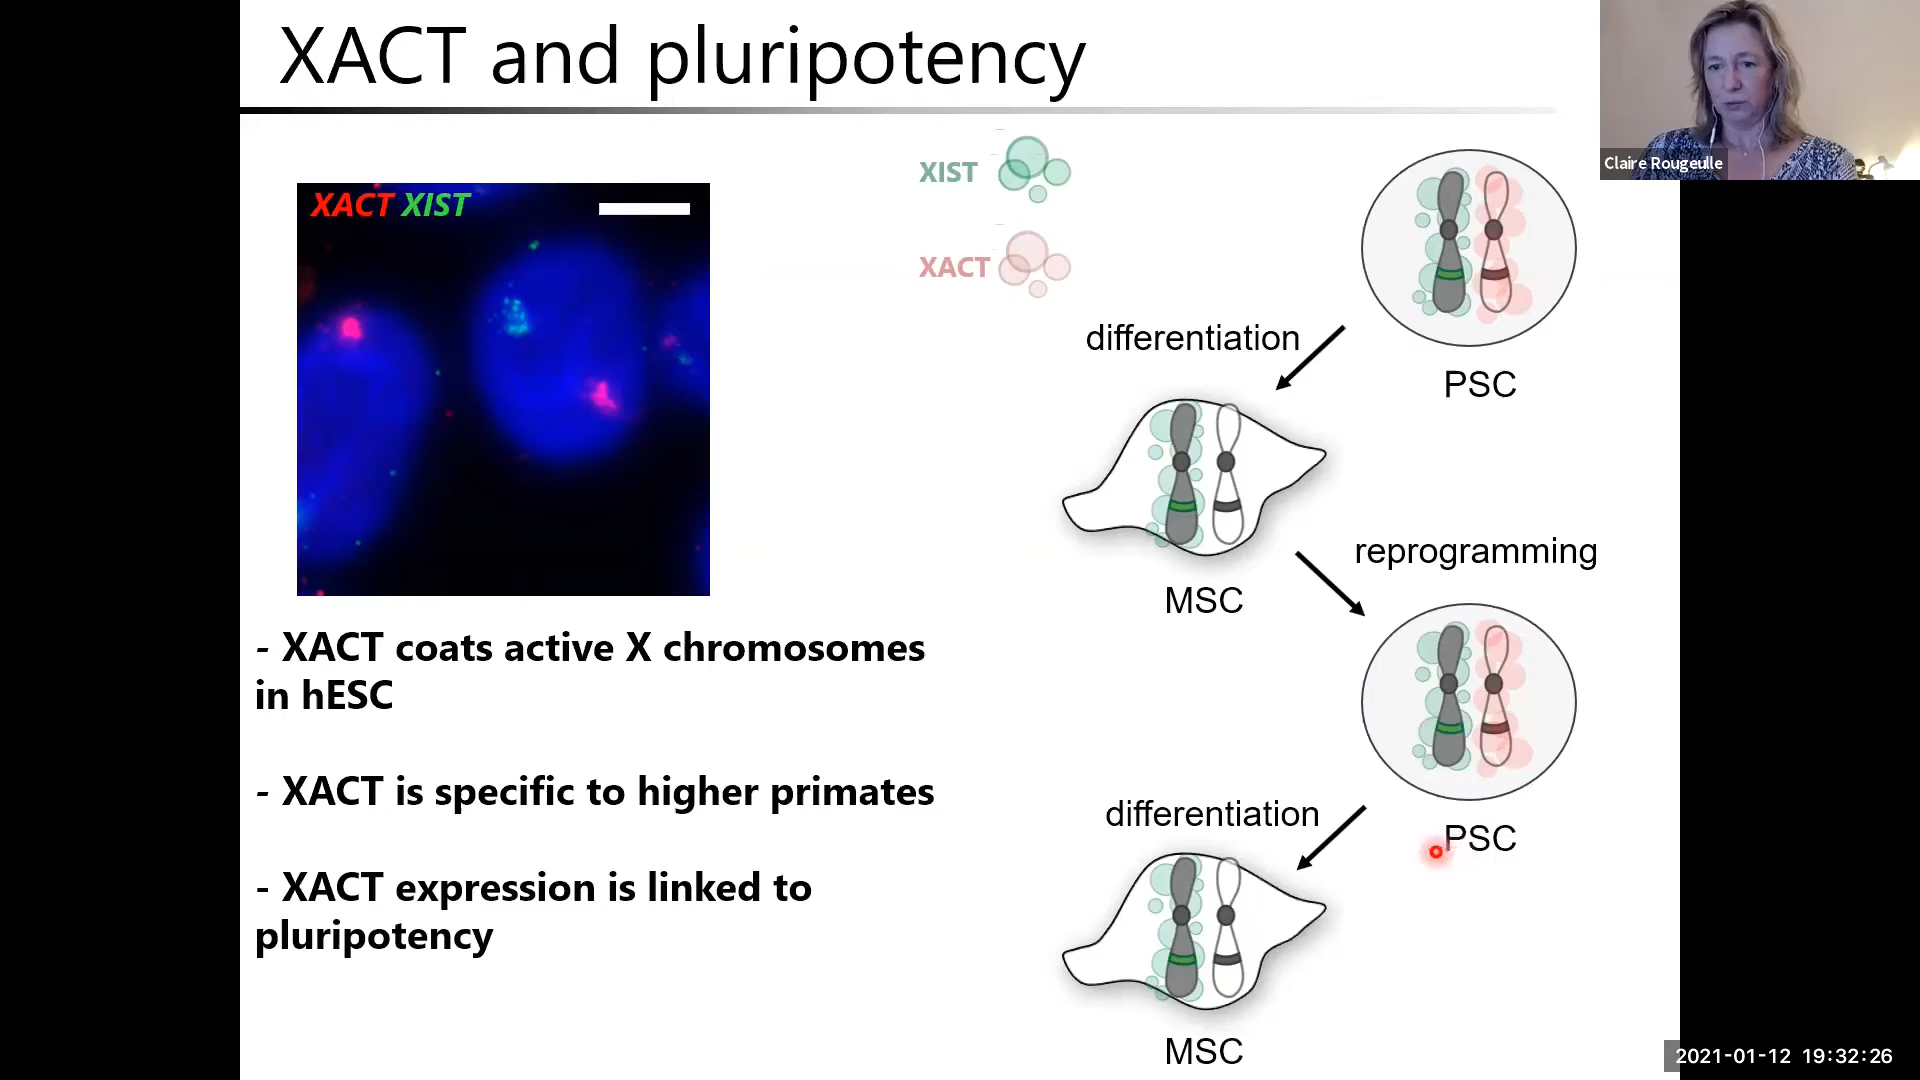 XACT and pluripotency
Claire Rougeulle
XACT XIST
XIST
XACT
differentiation
PSC
reprogramming
MSC
- XACT coats active X chromosomes
in hESC
- XACT is specific to higher primates
differentiation
PSC
- XACT expression is linked to
pluripotency
MSC
2021-01-12 19:32:26